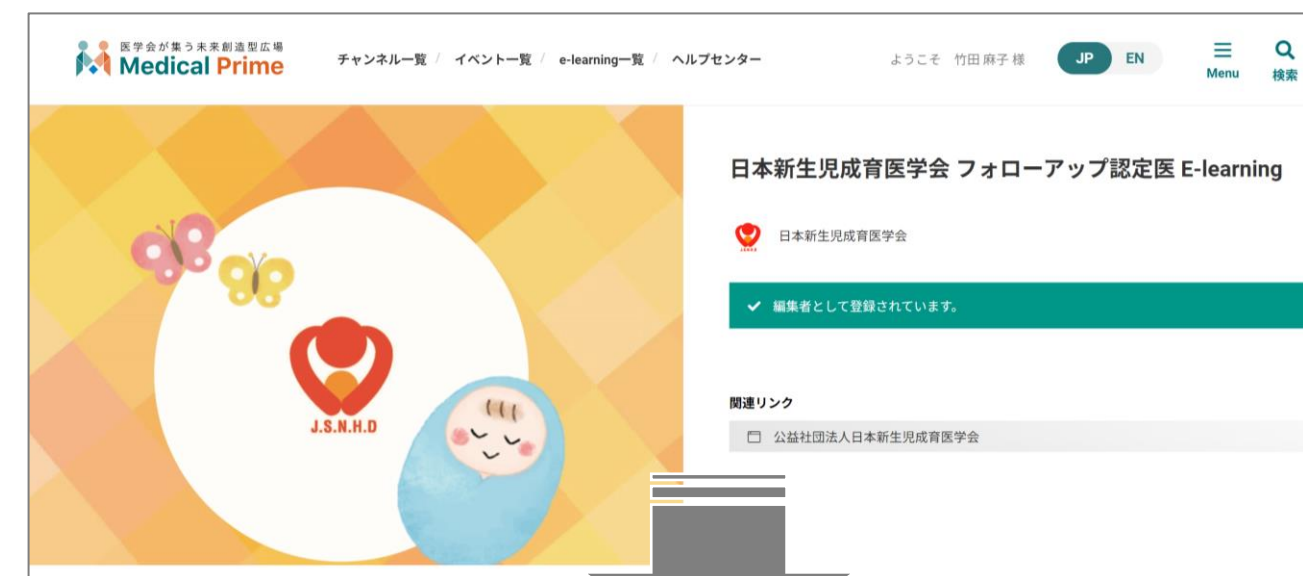 医学会が集う未来創造型広場
Medical Prime
チャンネル一覧 / イベント一覧 / e-learning一覧 / ヘルプセンター
ようこそ 竹田 麻子 様
JP EN
Menu
検索
日本新生児成育医学会 フォローアップ認定医 E-learning
日本新生児成育医学会
編集者として登録されています。
J.S.N.H.D
関連リンク
公益社団法人日本新生児成育医学会